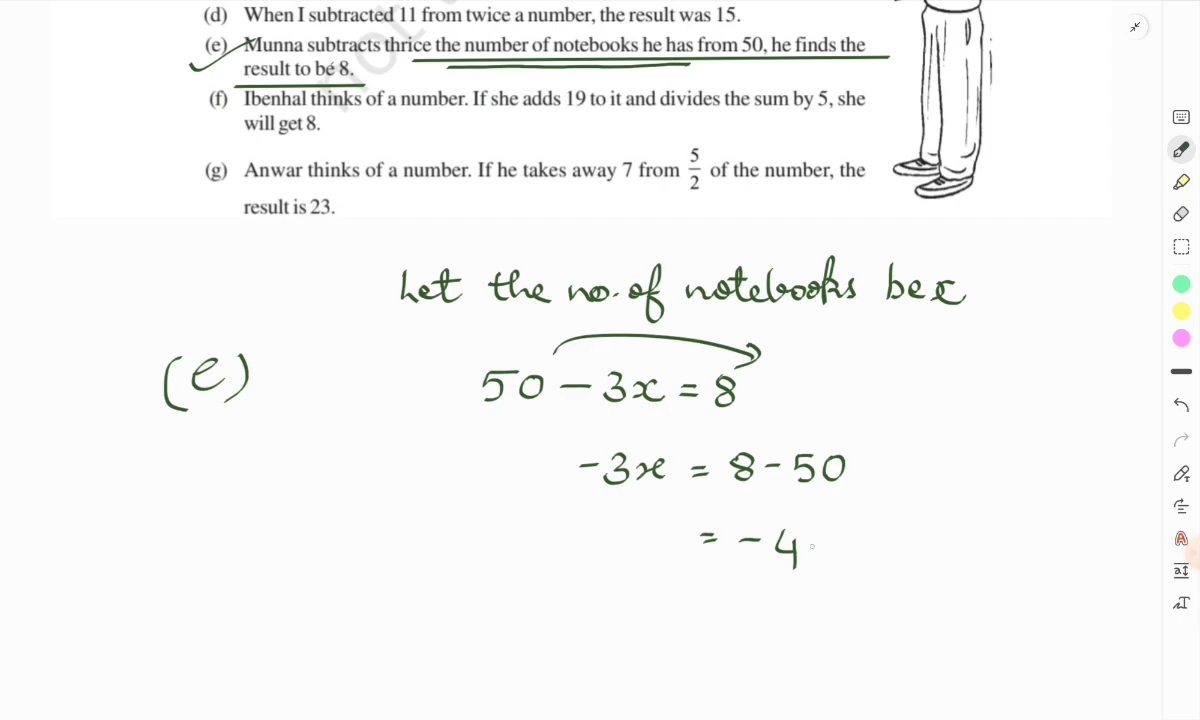 (d) When I subtracted 11 from twice a number, the result was 15.
(e) Munna subtracts thrice the number of notebooks he has from 50, he finds the
result to be 8.
(f) Ibenhal thinks of a number. If she adds 19 to it and divides the sum by 5, she
will get 8.
(g) Anwar thinks of a number. If he takes away 7 from 5/2 of the number, the
result is 23.
Let the no. of notebooks be x
(e) 50 - 3x = 8
-3x = 8 - 50
= - 4